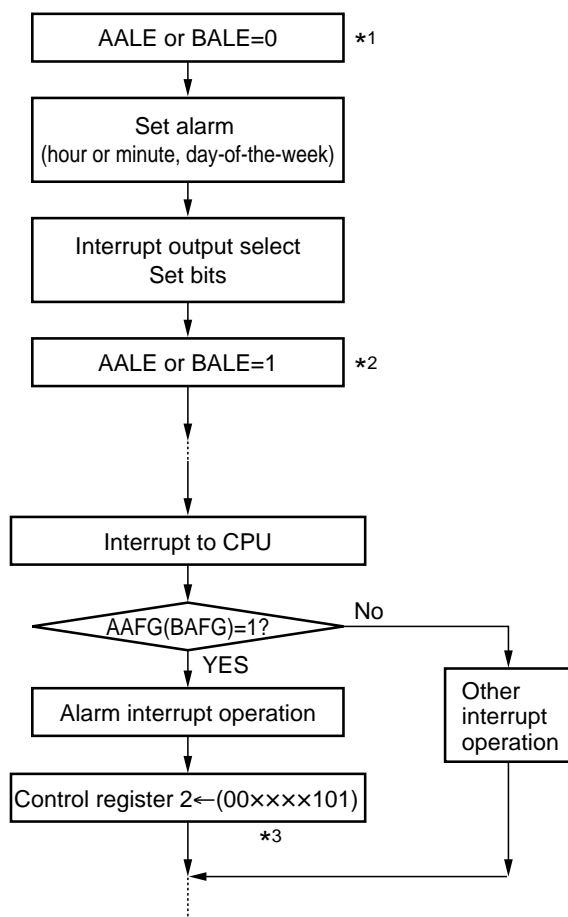 AALE or BALE=0
*1
Set alarm
(hour or minute, day-of-the-week)
Interrupt output select
Set bits
AALE or BALE=1
*2
Interrupt to CPU
AAFG(BAFG)=1?
No
YES
Alarm interrupt operation
Other
interrupt
operation
Control register 2←(00××××101)
*3